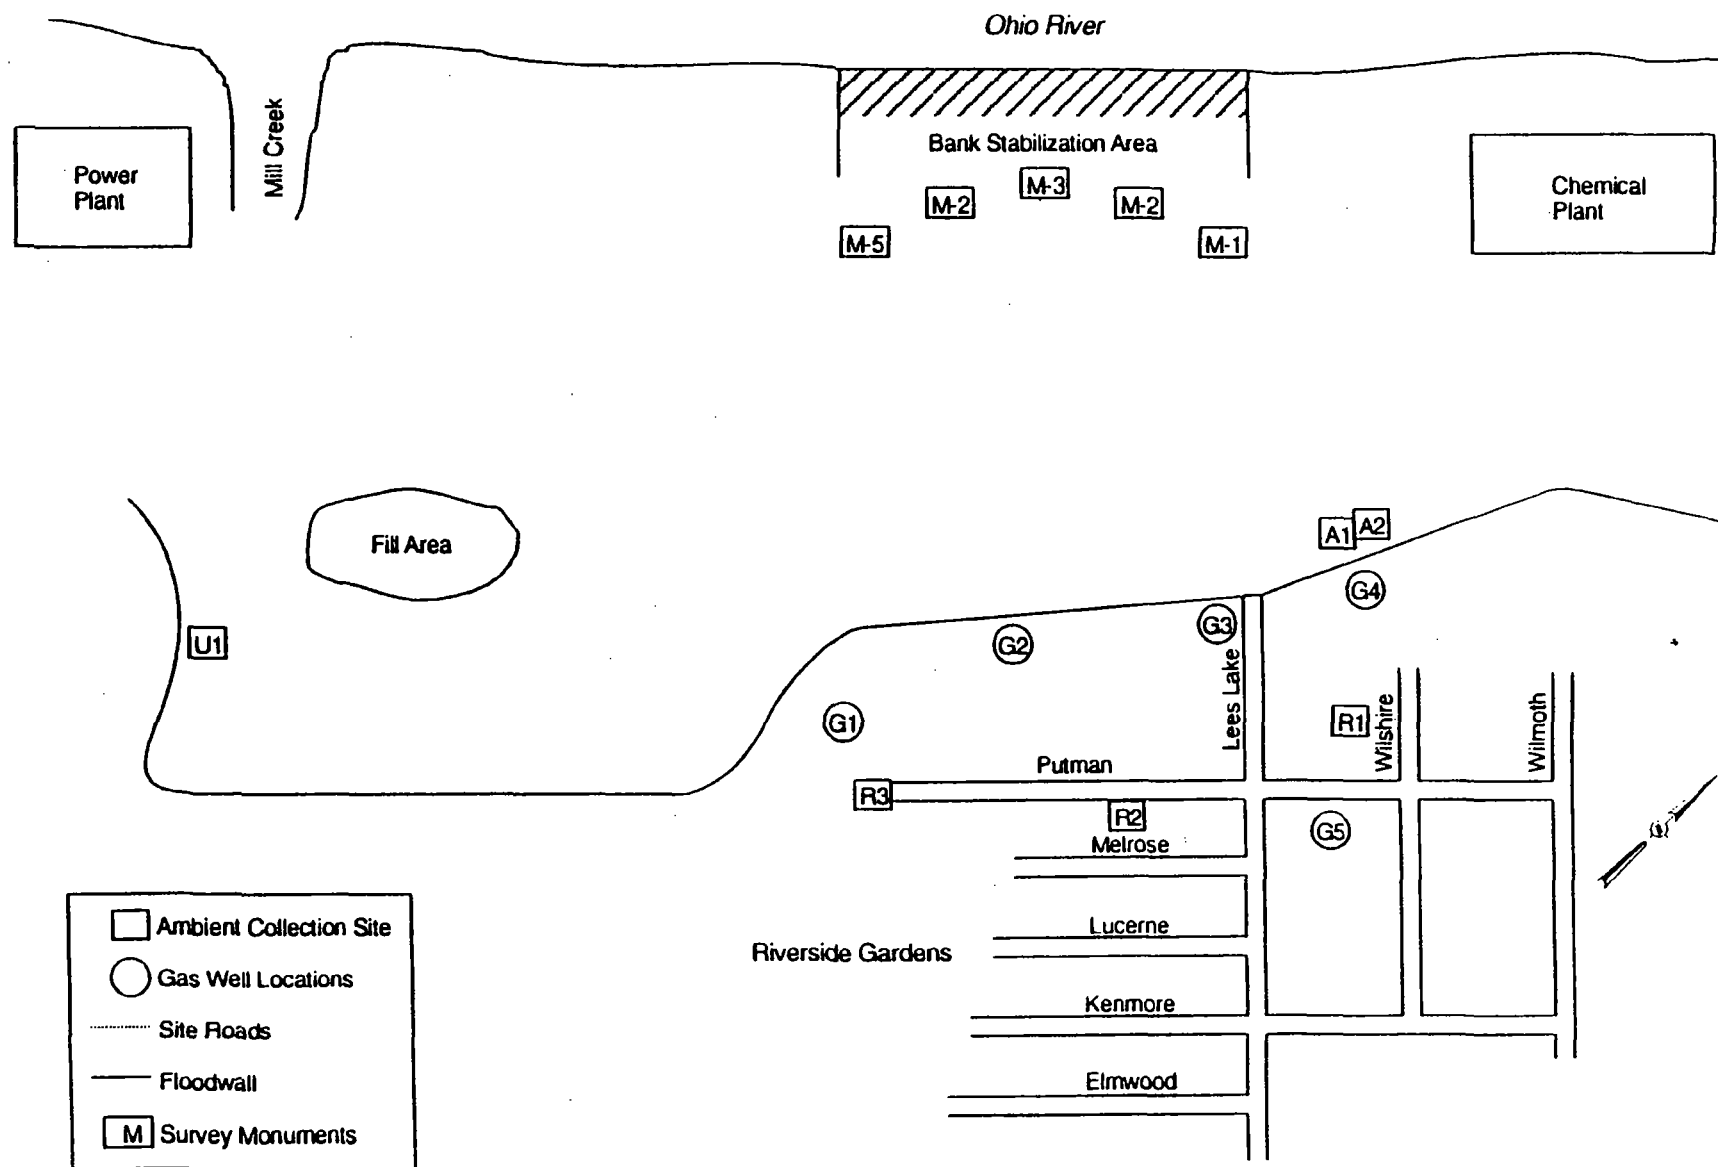 Ohio River
Mill Creek
Power
Plant
Bank Stabilization Area
M-3
M-2
M-2
M-5
M-1
Chemical
Plant
Fill Area
A1
A2
G4
U1
G3
G2
Lees Lake
G1
R1
Wilshire
Wilmoth
Putman
R3
R2
G5
Melrose
Ambient Collection Site
Lucerne
Riverside Gardens
Gas Well Locations
Kenmore
Site Roads
Floodwall
Elmwood
M Survey Monuments